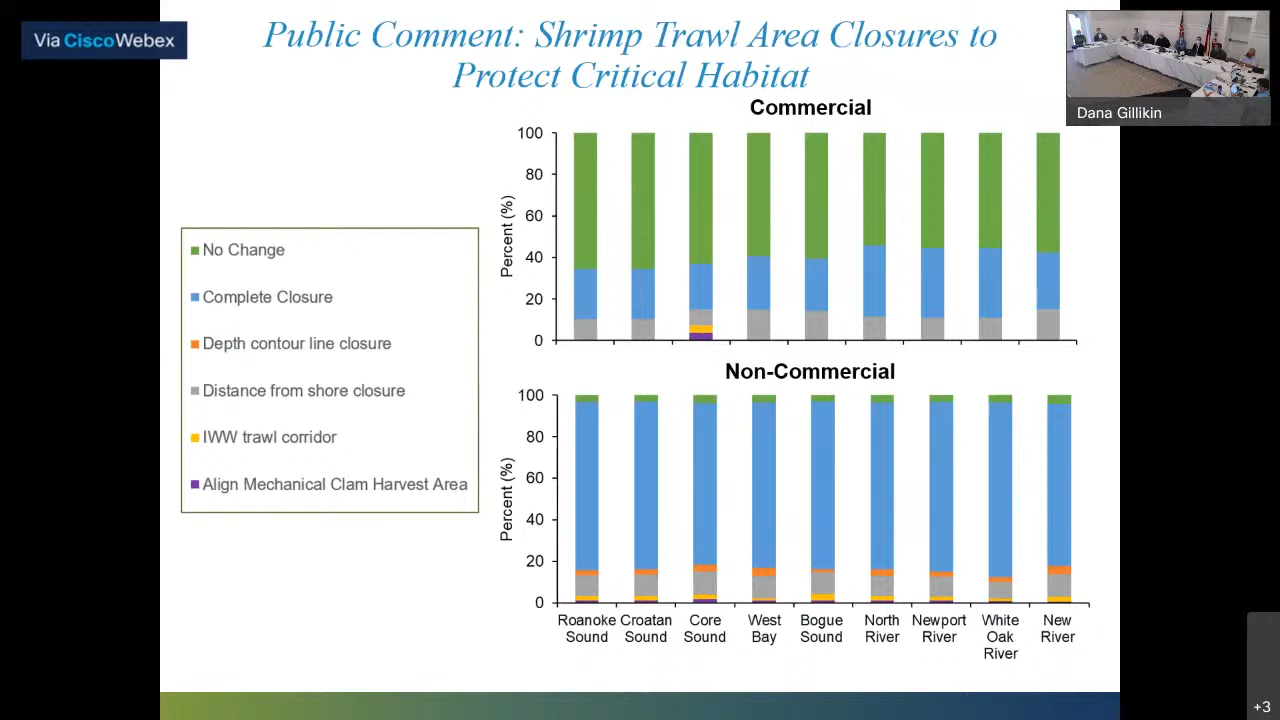 Via CiscoWebex
Public Comment: Shrimp Trawl Area Closures to
Protect Critical Habitat
Dana Gillikin
No Change
Complete Closure
Depth contour line closure
Distance from shore closure
IWW trawl corridor
Align Mechanical Clam Harvest Area
Commercial
100
80
60
40
20
0
Percent (%)
Non-Commercial
100
80
60
40
20
0
Percent (%)
Roanoke Sound
Croatan Sound
Core Sound
West Bay
Bogue Sound
North River
Newport River
White Oak River
New River
+3